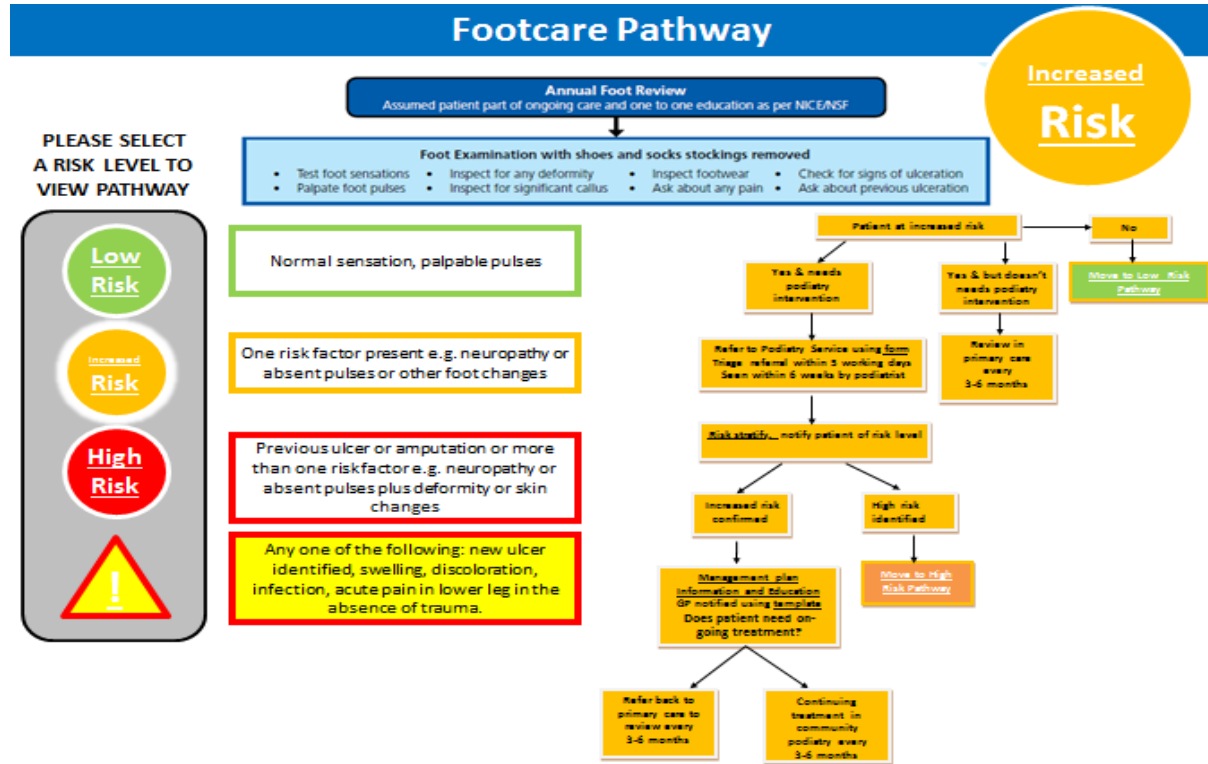 Footcare Pathway
Increased
Risk
Annual Foot Review
Assumed patient part of ongoing care and one to one education as per NICE/NSF
PLEASE SELECT
A RISK LEVEL TO
VIEW PATHWAY
Foot Examination with shoes and socks stockings removed
• Test foot sensations • Inspect for any deformity • Inspect footwear • Check for signs of ulceration
• Palpate foot pulses • Inspect for significant callus • Ask about any pain • Ask about previous ulceration
Low
Risk
Normal sensation, palpable pulses
Increased
Risk
One risk factor present e.g. neuropathy or
absent pulses or other foot changes
High
Risk
Previous ulcer or amputation or more
than one riskfactor e.g. neuropathy or
absent pulses plus deformity or skin
changes
!
Any one of the following: new ulcer
identified, swelling, discoloration,
infection, acute pain in lower leg in the
absence of trauma.
Patient at increased risk
No
Yes & needs
podiatry
intervention
Yes & but doesn't
needs podiatry
intervention
Move to Low Risk
Pathway
Refer to Podiatry Service using form
Triage referral within 5 working days
Seen within 6 weeks by podiatrist
Review in
primary care
every
3-6 months
Risk stratify, notify patient of risk level
Increased risk
confirmed
High risk
identified
Management plan
Information and Education
GP notified using template
Does patient need on-
going treatment?
Move to High
Risk Pathway
Refer back to
primary care to
review every
3-6 months
Continuing
treatment in
community
podiatry every
3-6 months